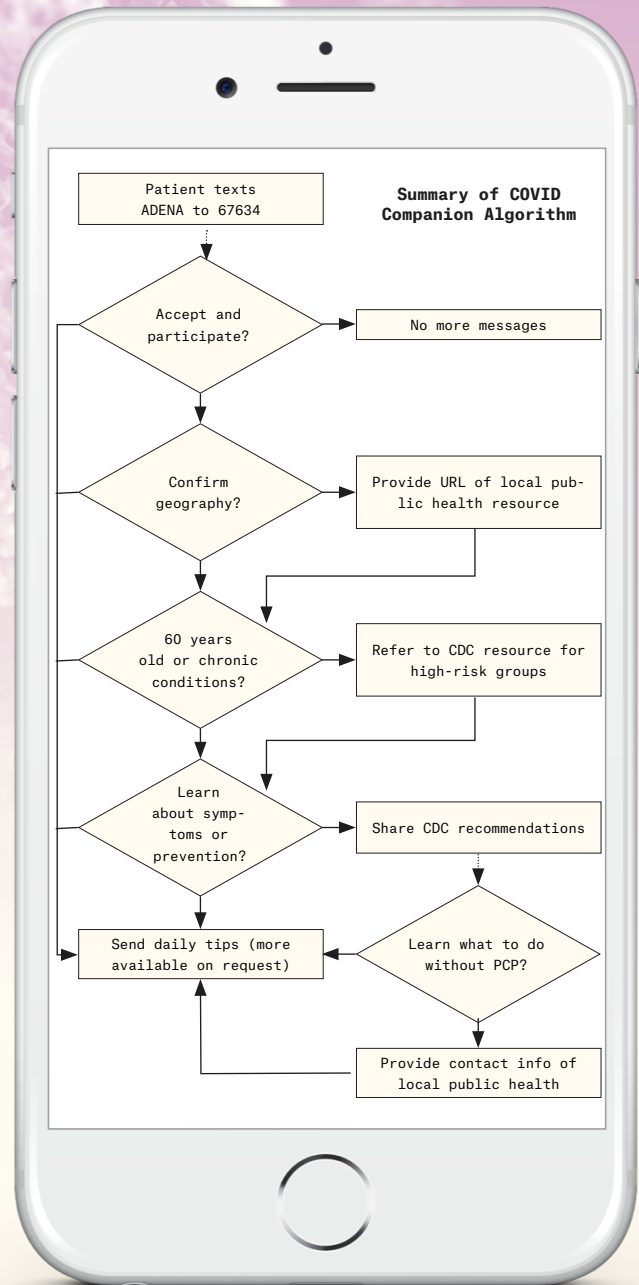 Patient texts
ADENA to 67634
Summary of COVID
Companion Algorithm
Accept and
participate?
No more messages
Confirm
geography?
Provide URL of local pub-
lic health resource
60 years
old or chronic
conditions?
Refer to CDC resource for
high-risk groups
Learn
about symp-
toms or
prevention?
Share CDC recommendations
Send daily tips (more
available on request)
Learn what to do
without PCP?
Provide contact info of
local public health